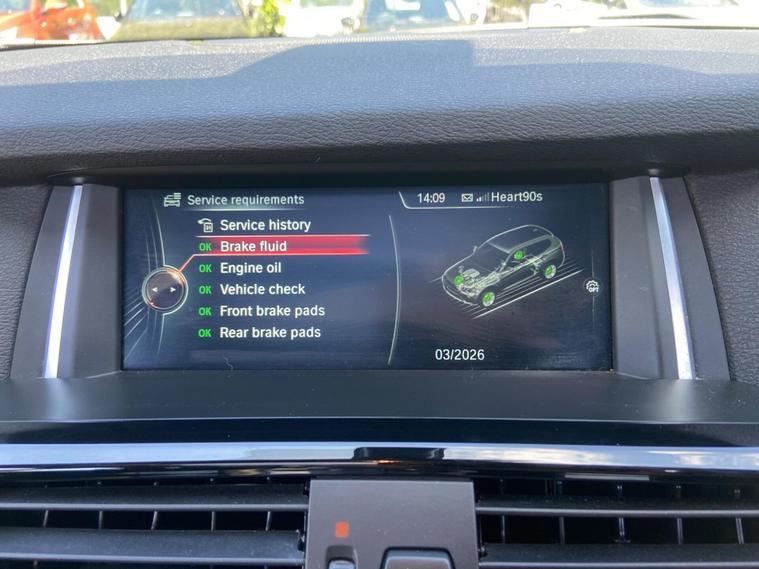 Service requirements
14:09 Heart90s
Service history
OK Brake fluid
OK Engine oil
OK Vehicle check
OK Front brake pads
OK Rear brake pads
OPT
03/2026